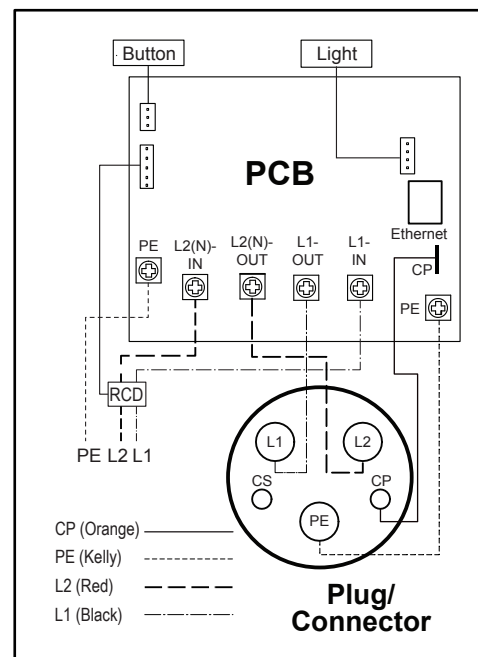 Button
Light
PCB
Ethernet
PE
L2(N)-
IN
L2(N)-
OUT
L1-
OUT
L1-
IN
CP
PE
RCD
PE L2 L1
L1
L2
CS
CP
PE
CP (Orange)
PE (Kelly)
L2 (Red)
L1 (Black)
Plug/
Connector